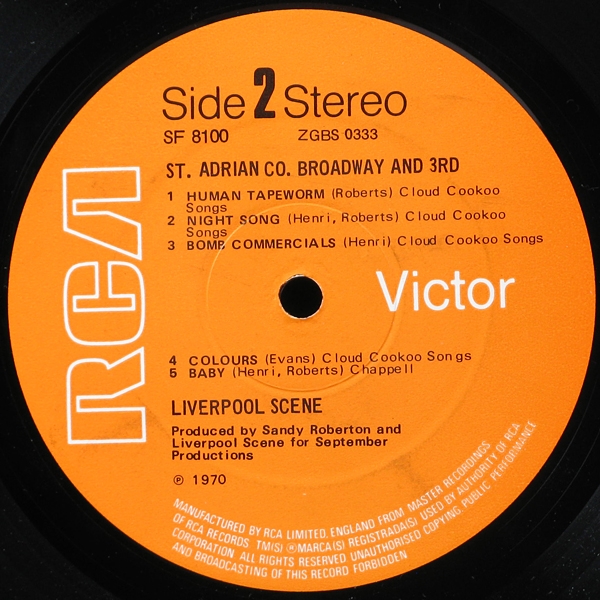 Side 2 Stereo
SF 8100 ZGBS 0333
ST. ADRIAN CO. BROADWAY AND 3RD
1 HUMAN TAPEWORM (Roberts) Cloud Cookoo
Songs
2 NIGHT SONG (Henri, Roberts) Cloud Cookoo
Songs
3 BOMB COMMERCIALS (Henri) Cloud Cookoo Songs
RCA
Victor
4 COLOURS (Evans) Cloud Cookoo Songs
5 BABY (Henri, Roberts) Chappell
LIVERPOOL SCENE
Produced by Sandy Roberton and
Liverpool Scene for September
Productions
℗ 1970
MANUFACTURED BY RCA LIMITED, ENGLAND FROM MASTER RECORDINGS
OF RCA RECORDS TM(S) ® MARCA(S) REGISTRADA(S) USED BY AUTHORITY OF RCA
CORPORATION ALL RIGHTS RESERVED UNAUTHORISED COPYING, PUBLIC PERFORMANCE
AND BROADCASTING OF THIS RECORD FORBIDDEN